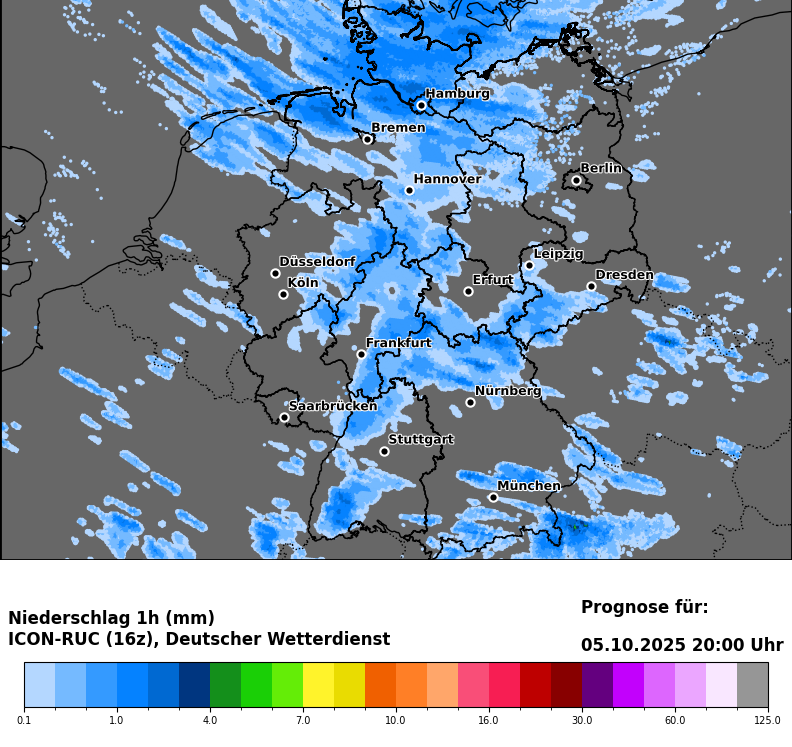 Hamburg
Bremen
Berlin
Hannover
Leipzig
Düsseldorf
Dresden
Köln
Erfurt
Frankfurt
Nürnberg
Saarbrücken
Stuttgart
München
Niederschlag 1h (mm)
ICON-RUC (16z), Deutscher Wetterdienst
Prognose für:
05.10.2025 20:00 Uhr
0.1 1.0 4.0 7.0 10.0 16.0 30.0 60.0 125.0